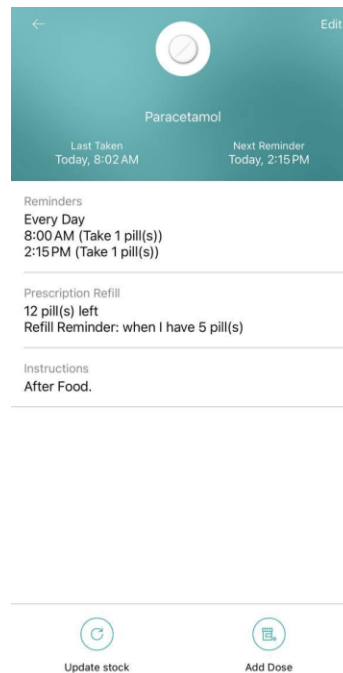 Edit
Paracetamol
Last Taken
Today, 8:02 AM
Next Reminder
Today, 2:15 PM
Reminders
Every Day
8:00 AM (Take 1 pill(s))
2:15 PM (Take 1 pill(s))
Prescription Refill
12 pill(s) left
Refill Reminder: when I have 5 pill(s)
Instructions
After Food.
Update stock
Add Dose